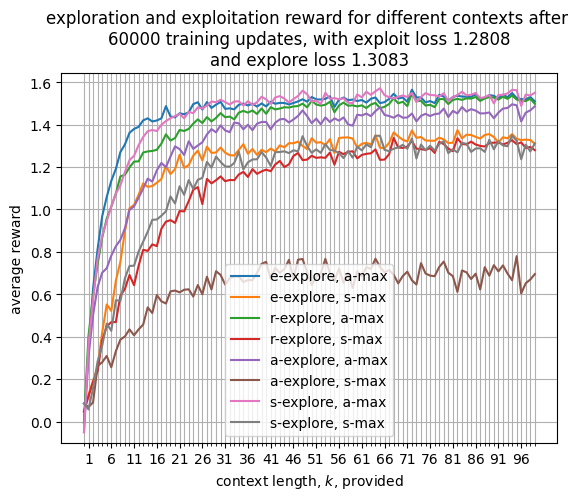 exploration and exploitation reward for different contexts after
60000 training updates, with exploit loss 1.2808
and explore loss 1.3083
1.6
1.4
1.2
1.0
0.8
0.6
0.4
0.2
0.0
average reward
e-explore, a-max
e-explore, s-max
r-explore, a-max
r-explore, s-max
a-explore, a-max
a-explore, s-max
s-explore, a-max
s-explore, s-max
1 6 11 16 21 26 31 36 41 46 51 56 61 66 71 76 81 86 91 96
context length, k, provided